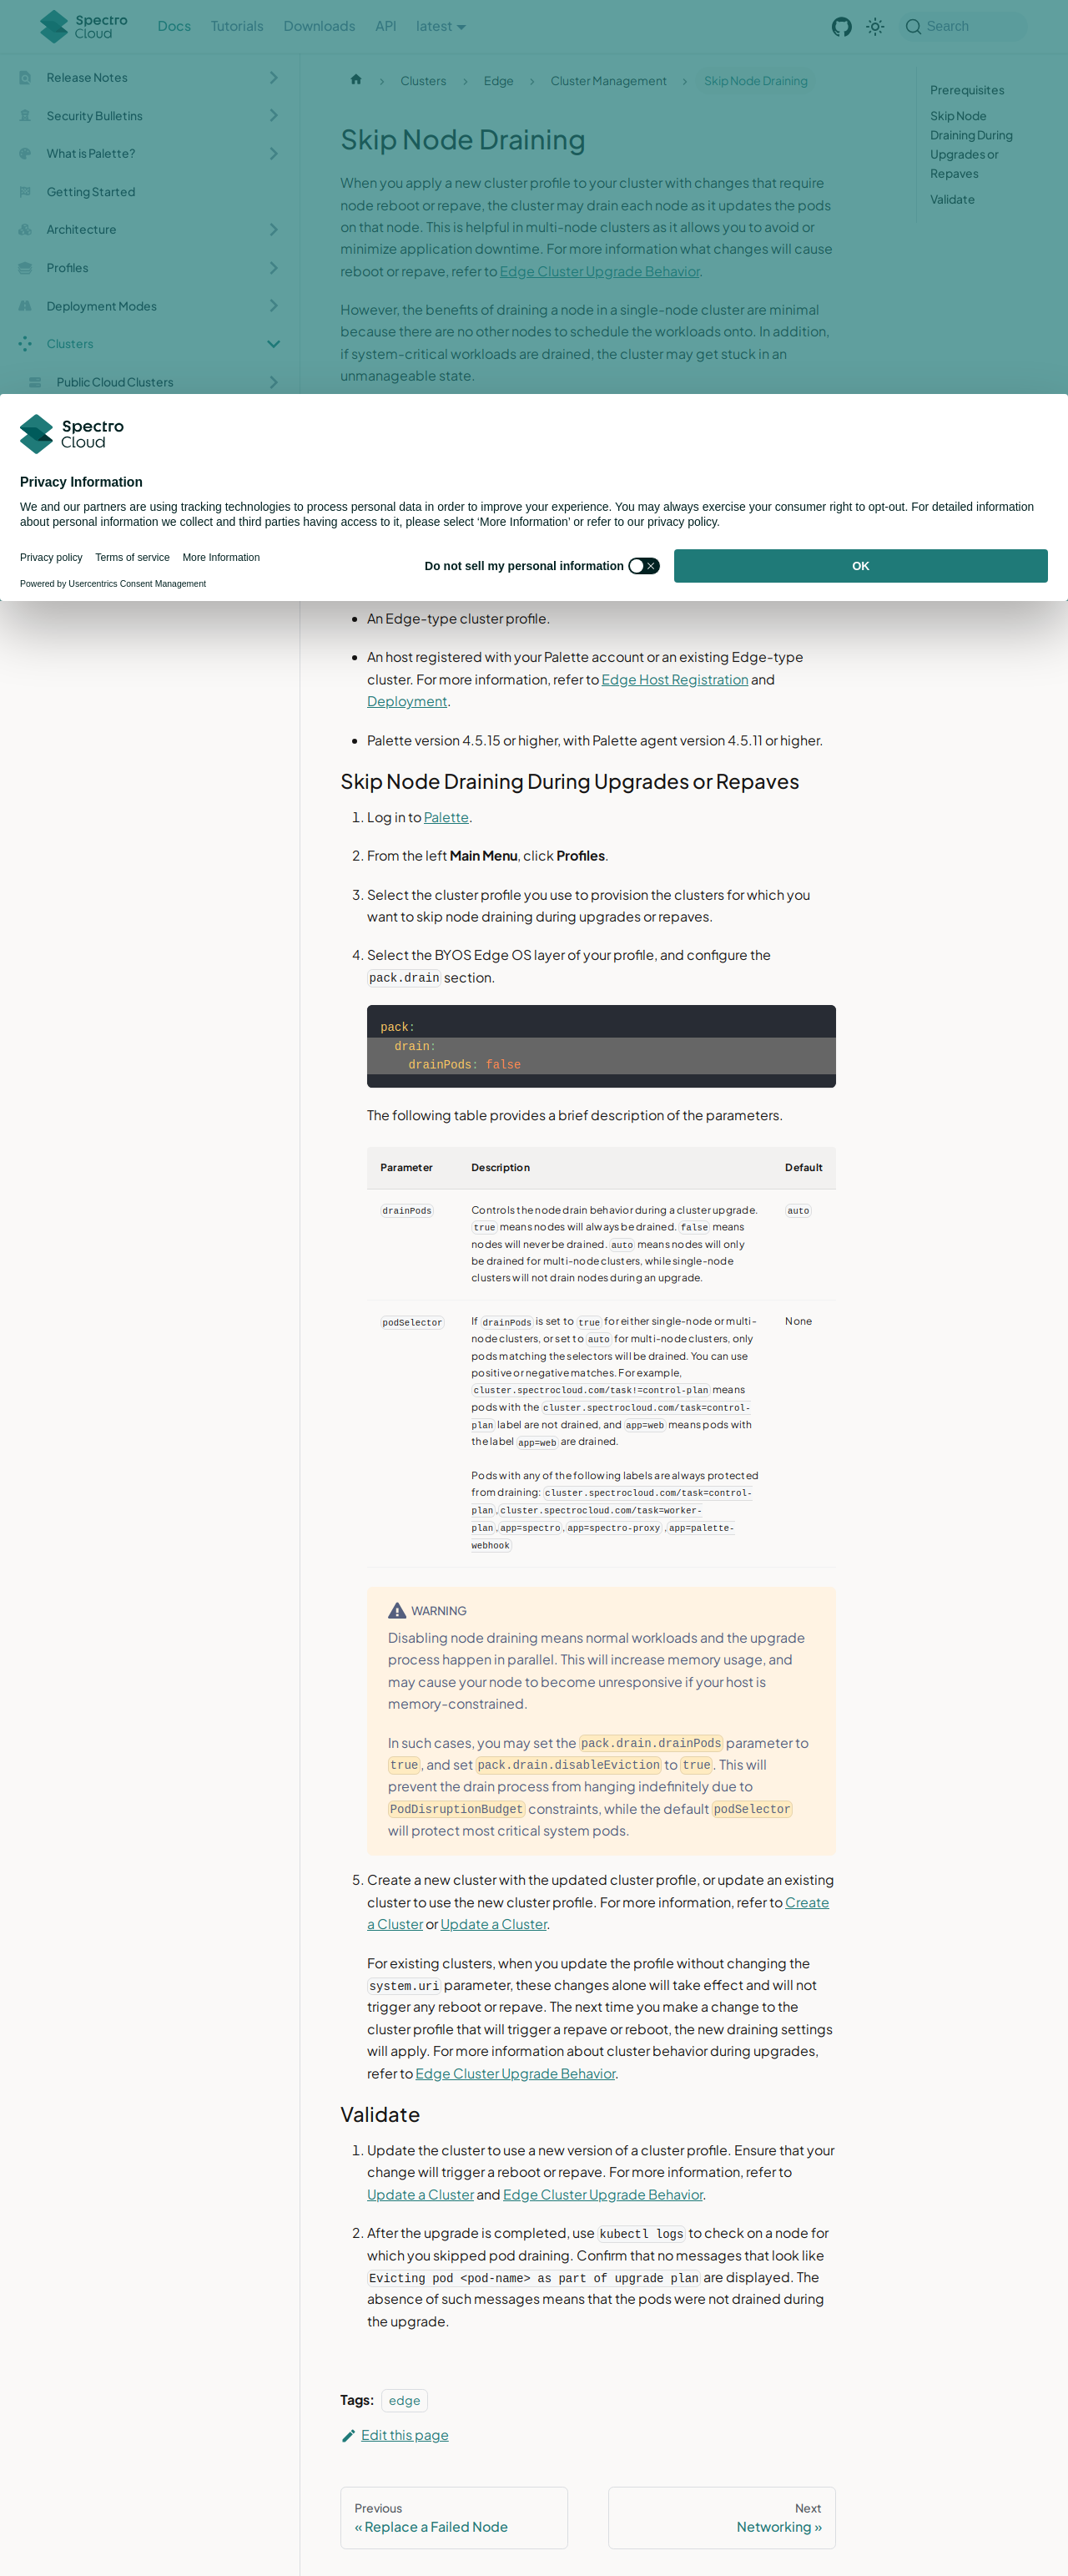 Spectro
Cloud
Docs
Tutorials
Downloads
API
latest
Search
Release Notes
Security Bulletins
What is Palette?
Getting Started
Architecture
Profiles
Deployment Modes
Clusters
Public Cloud Clusters
Clusters
Edge
Cluster Management
Skip Node Draining
Skip Node Draining
When you apply a new cluster profile to your cluster with changes that require
node reboot or repave, the cluster may drain each node as it updates the pods
on that node. This is helpful in multi-node clusters as it allows you to avoid or
minimize application downtime. For more information what changes will cause
reboot or repave, refer to Edge Cluster Upgrade Behavior.
However, the benefits of draining a node in a single-node cluster are minimal
because there are no other nodes to schedule the workloads onto. In addition,
if system-critical workloads are drained, the cluster may get stuck in an
unmanageable state.
Prerequisites
Skip Node
Draining During
Upgrades or
Repaves
Validate
Spectro
Cloud
Privacy Information
We and our partners are using tracking technologies to process personal data in order to improve your experience. You may always exercise your consumer right to opt-out. For detailed information
about personal information we collect and third parties having access to it, please select ‘More Information’ or refer to our privacy policy.
Privacy policy
Terms of service
More Information
Powered by Usercentrics Consent Management
Do not sell my personal information
OK
• An Edge-type cluster profile.
• An host registered with your Palette account or an existing Edge-type
cluster. For more information, refer to Edge Host Registration and
Deployment.
• Palette version 4.5.15 or higher, with Palette agent version 4.5.11 or higher.
Skip Node Draining During Upgrades or Repaves
1. Log in to Palette.
2. From the left Main Menu, click Profiles.
3. Select the cluster profile you use to provision the clusters for which you
want to skip node draining during upgrades or repaves.
4. Select the BYOS Edge OS layer of your profile, and configure the
pack.drain section.
pack:
drain:
drainPods: false
The following table provides a brief description of the parameters.
Parameter
Description
Default
drainPods
Controls the node drain behavior during a cluster upgrade.
true means nodes will always be drained. false means
nodes will never be drained. auto means nodes will only
be drained for multi-node clusters, while single-node
clusters will not drain nodes during an upgrade.
auto
podSelector
If drainPods is set to true for either single-node or multi-
node clusters, or set to auto for multi-node clusters, only
pods matching the selectors will be drained. You can use
positive or negative matches. For example,
cluster.spectrocloud.com/task!=control-plan means
pods with the cluster.spectrocloud.com/task=control-
plan label are not drained, and app=web means pods with
the label app=web are drained.
Pods with any of the following labels are always protected
from draining: cluster.spectrocloud.com/task=control-
plan,cluster.spectrocloud.com/task=worker-
plan,app=spectro,app=spectro-proxy ,app=palette-
webhook
None
WARNING
Disabling node draining means normal workloads and the upgrade
process happen in parallel. This will increase memory usage, and
may cause your node to become unresponsive if your host is
memory-constrained.
In such cases, you may set the pack.drain.drainPods parameter to
true, and set pack.drain.disableEviction to true. This will
prevent the drain process from hanging indefinitely due to
PodDisruptionBudget constraints, while the default podSelector
will protect most critical system pods.
5. Create a new cluster with the updated cluster profile, or update an existing
cluster to use the new cluster profile. For more information, refer to Create
a Cluster or Update a Cluster.
For existing clusters, when you update the profile without changing the
system.uri parameter, these changes alone will take effect and will not
trigger any reboot or repave. The next time you make a change to the
cluster profile that will trigger a repave or reboot, the new draining settings
will apply. For more information about cluster behavior during upgrades,
refer to Edge Cluster Upgrade Behavior.
Validate
1. Update the cluster to use a new version of a cluster profile. Ensure that your
change will trigger a reboot or repave. For more information, refer to
Update a Cluster and Edge Cluster Upgrade Behavior.
2. After the upgrade is completed, use kubectl logs to check on a node for
which you skipped pod draining. Confirm that no messages that look like
Evicting pod <pod-name> as part of upgrade plan are displayed. The
absence of such messages means that the pods were not drained during
the upgrade.
Tags: edge
Edit this page
Previous
« Replace a Failed Node
Next
Networking »